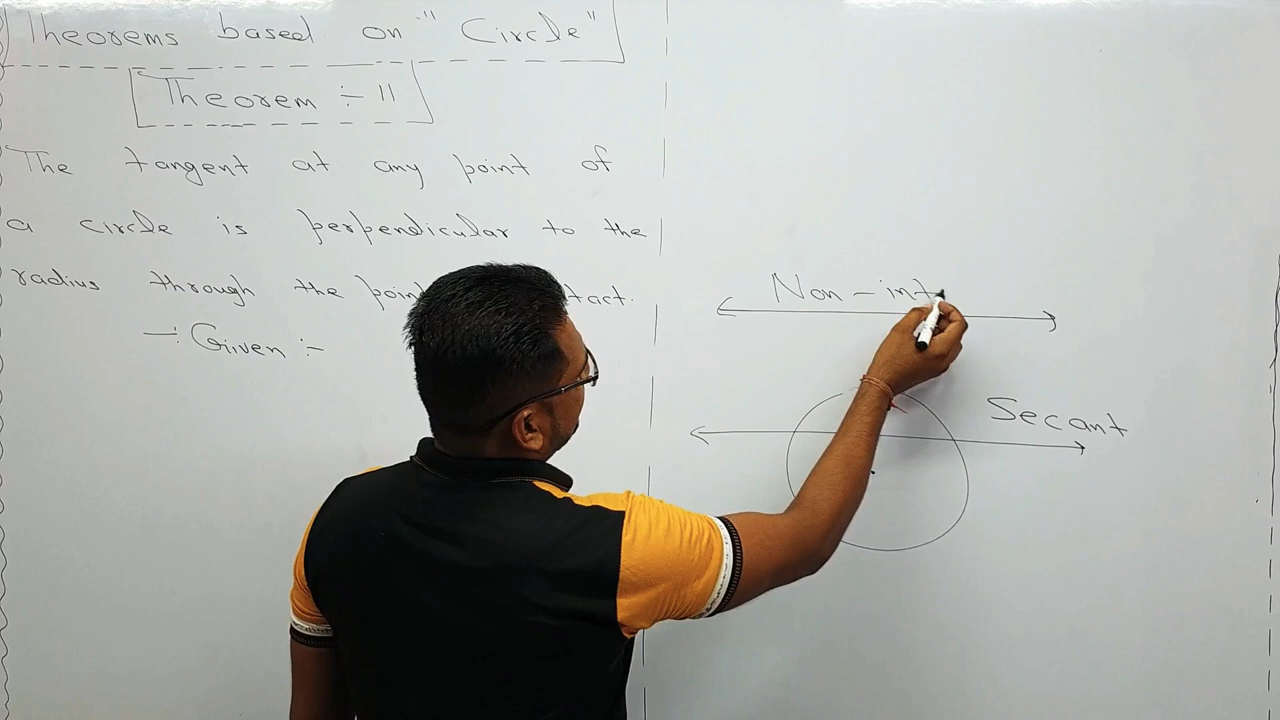 Theorems based on "Circle"
Theorem ÷ 11
The tangent at any point of
a circle is perpendicular to the
radius through the
-: Given :-
Non-int
Secant